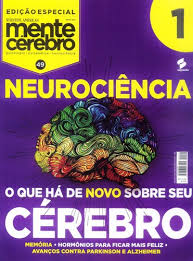 EDIÇÃO ESPECIAL
mente
cérebro
49
1
NEUROCIÊNCIA
O QUE HÁ DE NOVO SOBRE SEU
CÉREBRO
MEMÓRIA • HORMÔNIOS PARA FICAR MAIS FELIZ •
AVANÇOS CONTRA PARKINSON E ALZHEIMER